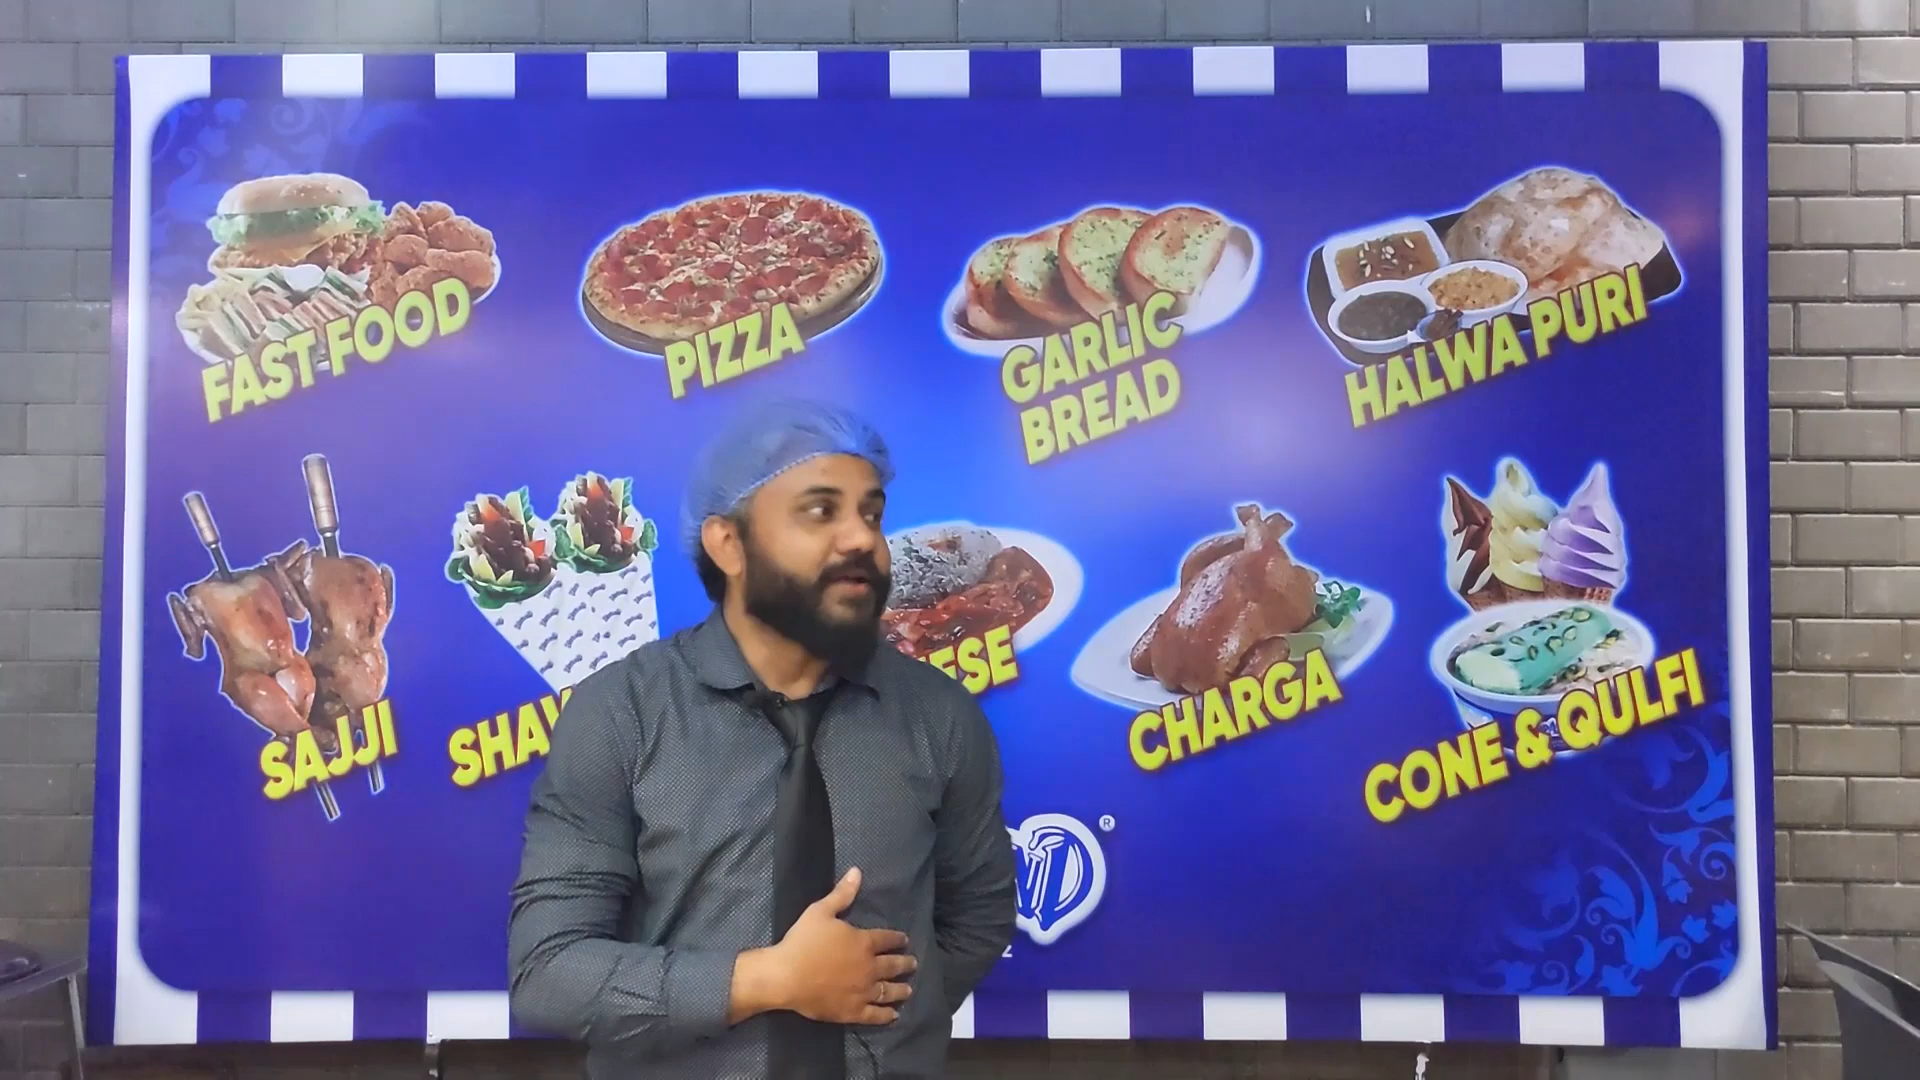 FAST FOOD
PIZZA
GARLIC
BREAD
HALWA PURI
SAJJI
CHARGA
CONE & QULFI
®